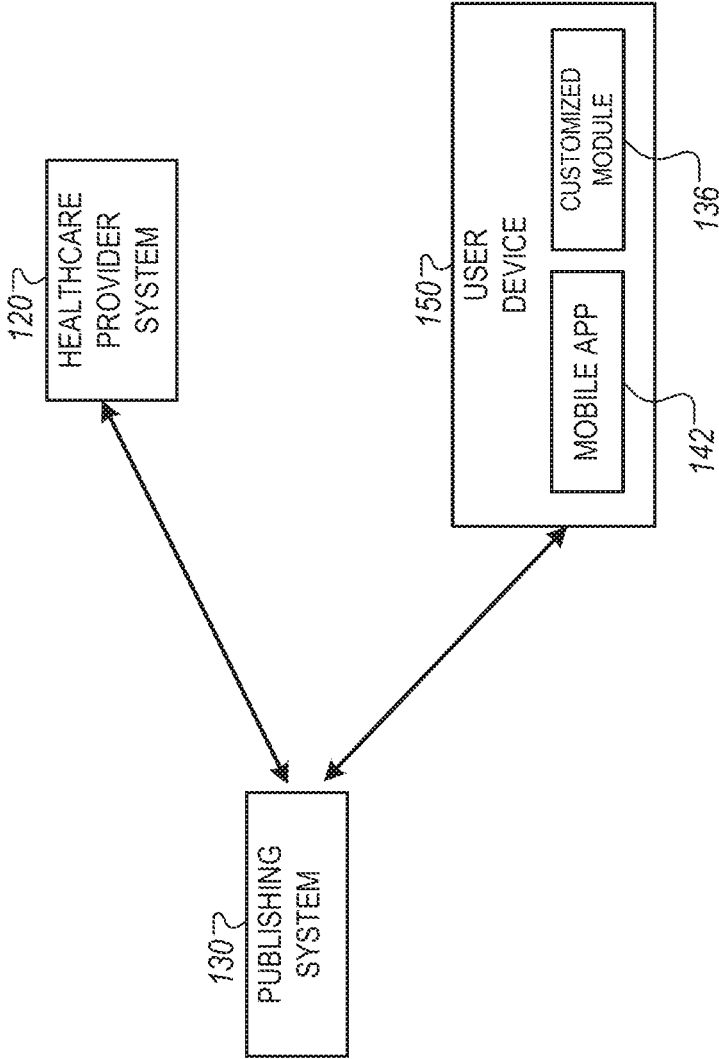 120
HEALTHCARE
PROVIDER
SYSTEM
130
PUBLISHING
SYSTEM
150
USER
DEVICE
MOBILE APP
142
CUSTOMIZED
MODULE
136